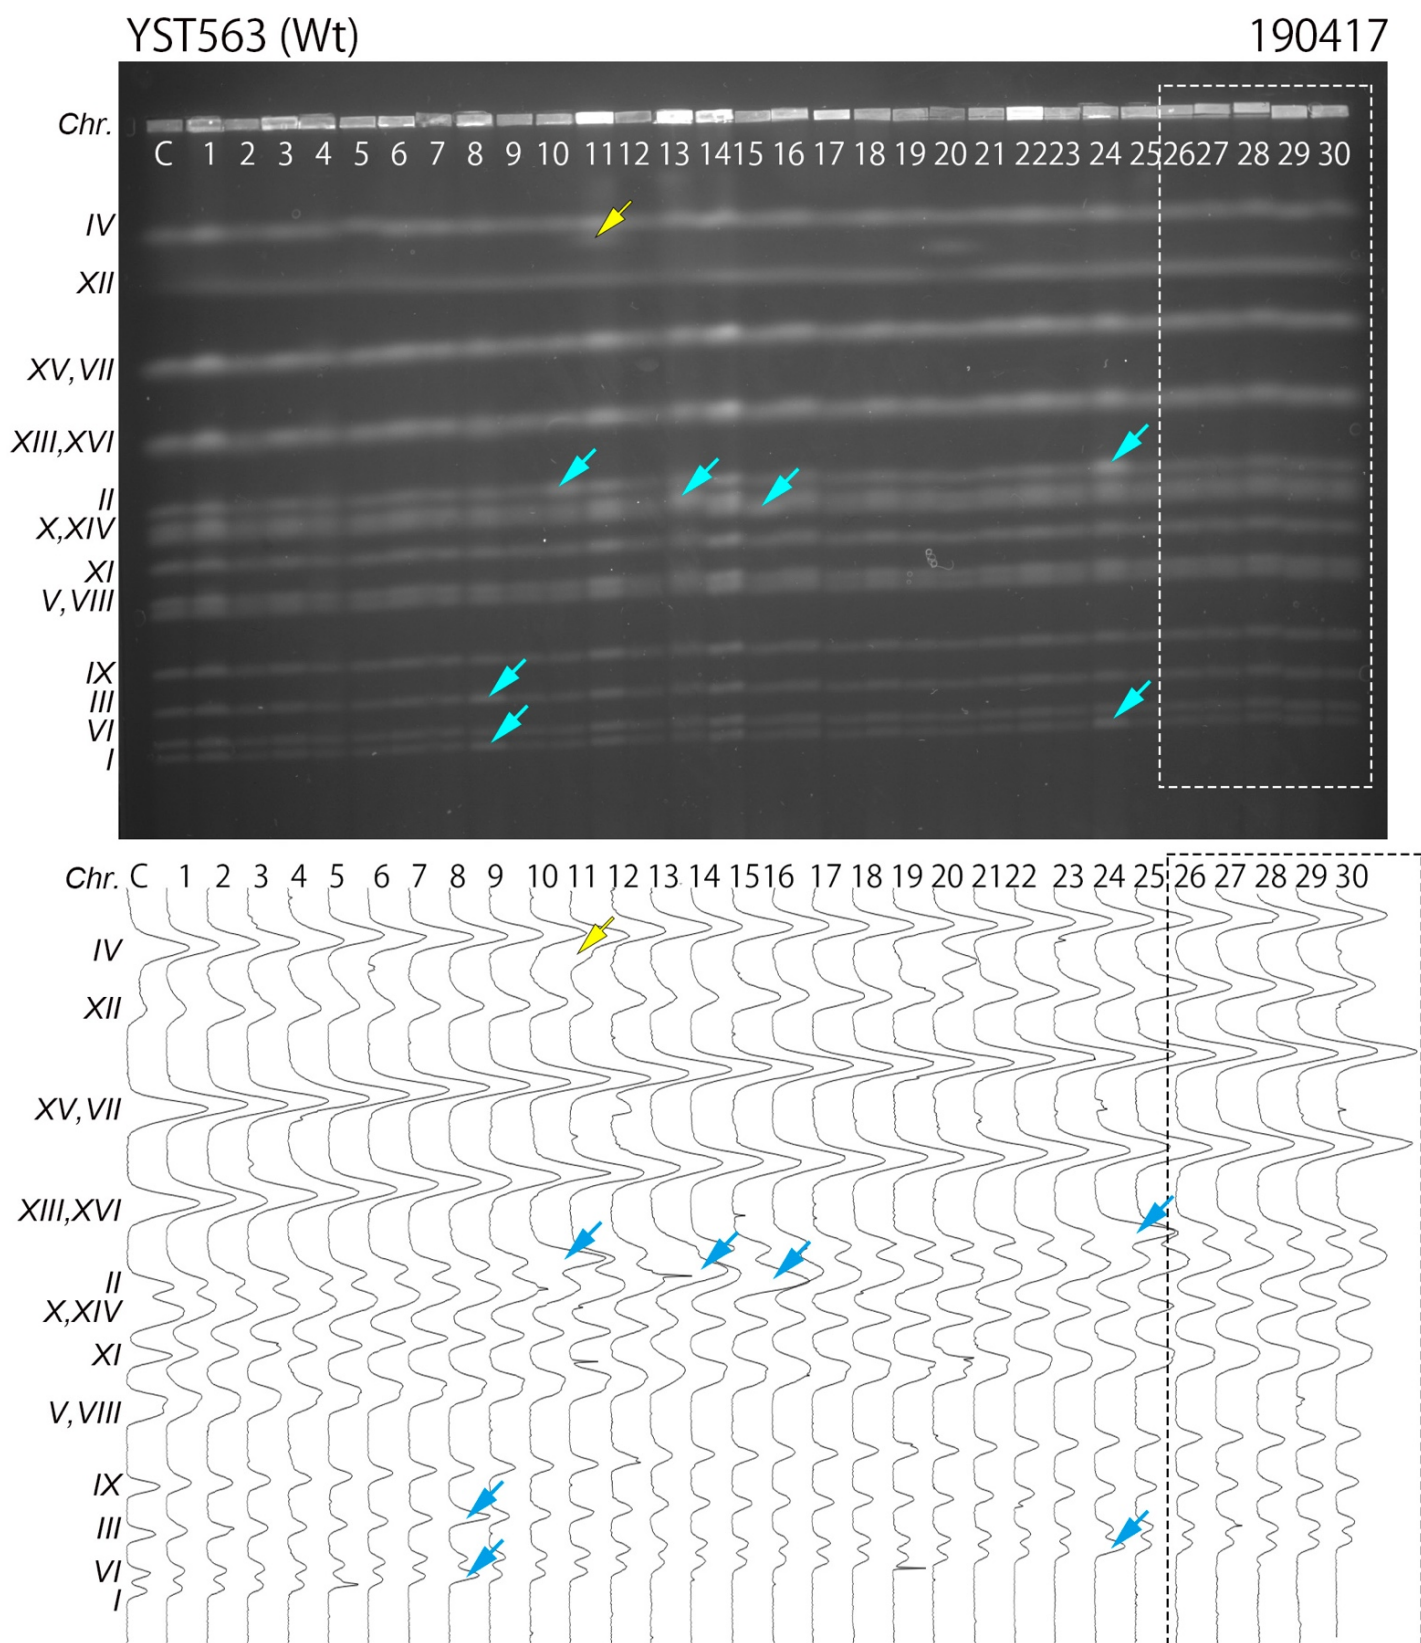 YST563 (Wt) 190417
Chr.
C 1 2 3 4 5 6 7 8 9 10 11 12 13 14 15 16 17 18 19 20 21 22 23 24 25 26 27 28 29 30
IV
XII
XV,VII
XIII,XVI
II
X,XIV
XI
V,VIII
IX
III
VI
I
Chr. C 1 2 3 4 5 6 7 8 9 10 11 12 13 14 15 16 17 18 19 20 21 22 23 24 25 26 27 28 29 30
IV
XII
XV,VII
XIII,XVI
II
X,XIV
XI
V,VIII
IX
III
VI
I